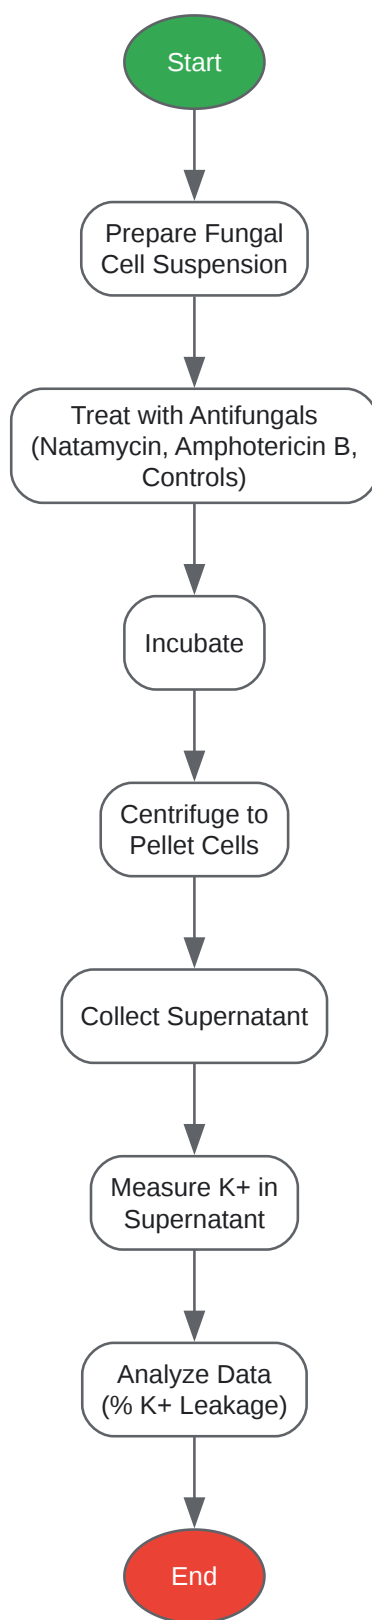 Start
Prepare Fungal
Cell Suspension
Treat with Antifungals
(Natamycin, Amphotericin B,
Controls)
Incubate
Centrifuge to
Pellet Cells
Collect Supernatant
Measure K+ in
Supernatant
Analyze Data
(% K+ Leakage)
End